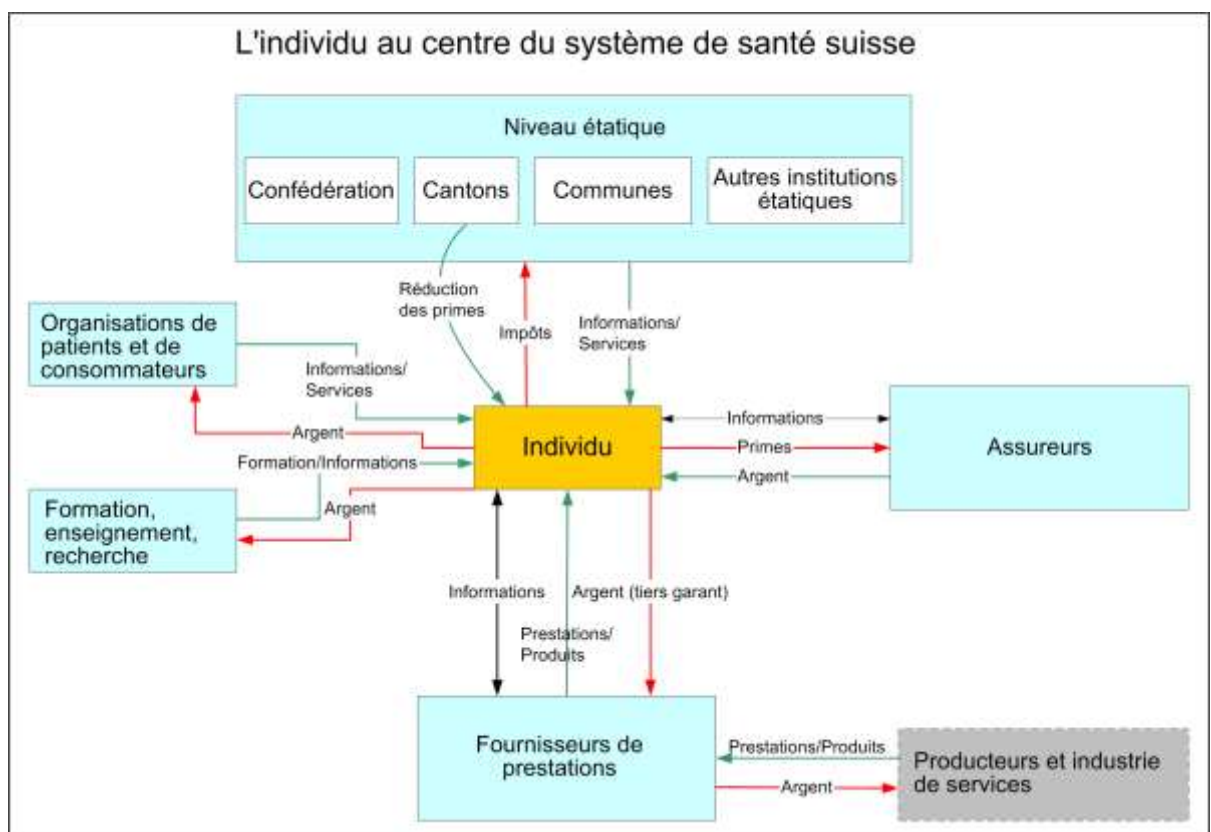 L'individu au centre du système de santé suisse
Niveau étatique
Confédération
Cantons
Communes
Autres institutions
étatiques
Réduction
des primes
Impôts
Informations/
Services
Organisations de
patients et de
consommateurs
Informations/
Services
Argent
Formation/Informations
Formation,
enseignement,
recherche
Argent
Individu
Informations
Primes
Argent
Assureurs
Informations
Argent (tiers garant)
Prestations/
Produits
Fournisseurs de
prestations
Prestations/Produits
Argent
Producteurs et industrie
de services